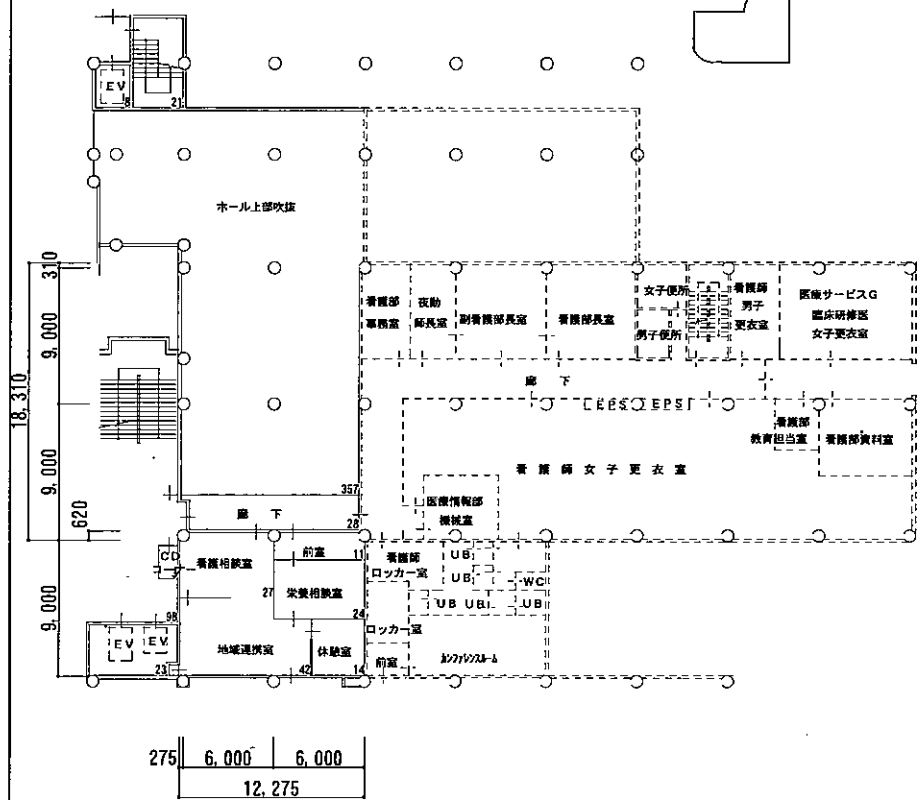 EV
8
21
ホール上部吹抜
310
9,000
18,310
9,000
620
9,000
看護部
事務室
夜勤
師長室
副看護部長室
看護部長室
女子便所
男子便所
看護師
男子
更衣室
医療サービスG
臨床研修医
女子更衣室
廊下
EPS
EPS
看護部
教育担当室
看護部資料室
看護師女子更衣室
医療情報部
機械室
357
廊下
28
CD
看護相談室
前室
11
27
栄養相談室
24
地域連携室
休憩室
42
14
98
EV
EV
23
看護師
ロッカー室
UB
UB
WC
UB
UB
UB
ロッカー室
前室
カンファレンスルーム
275
6,000
6,000
12,275